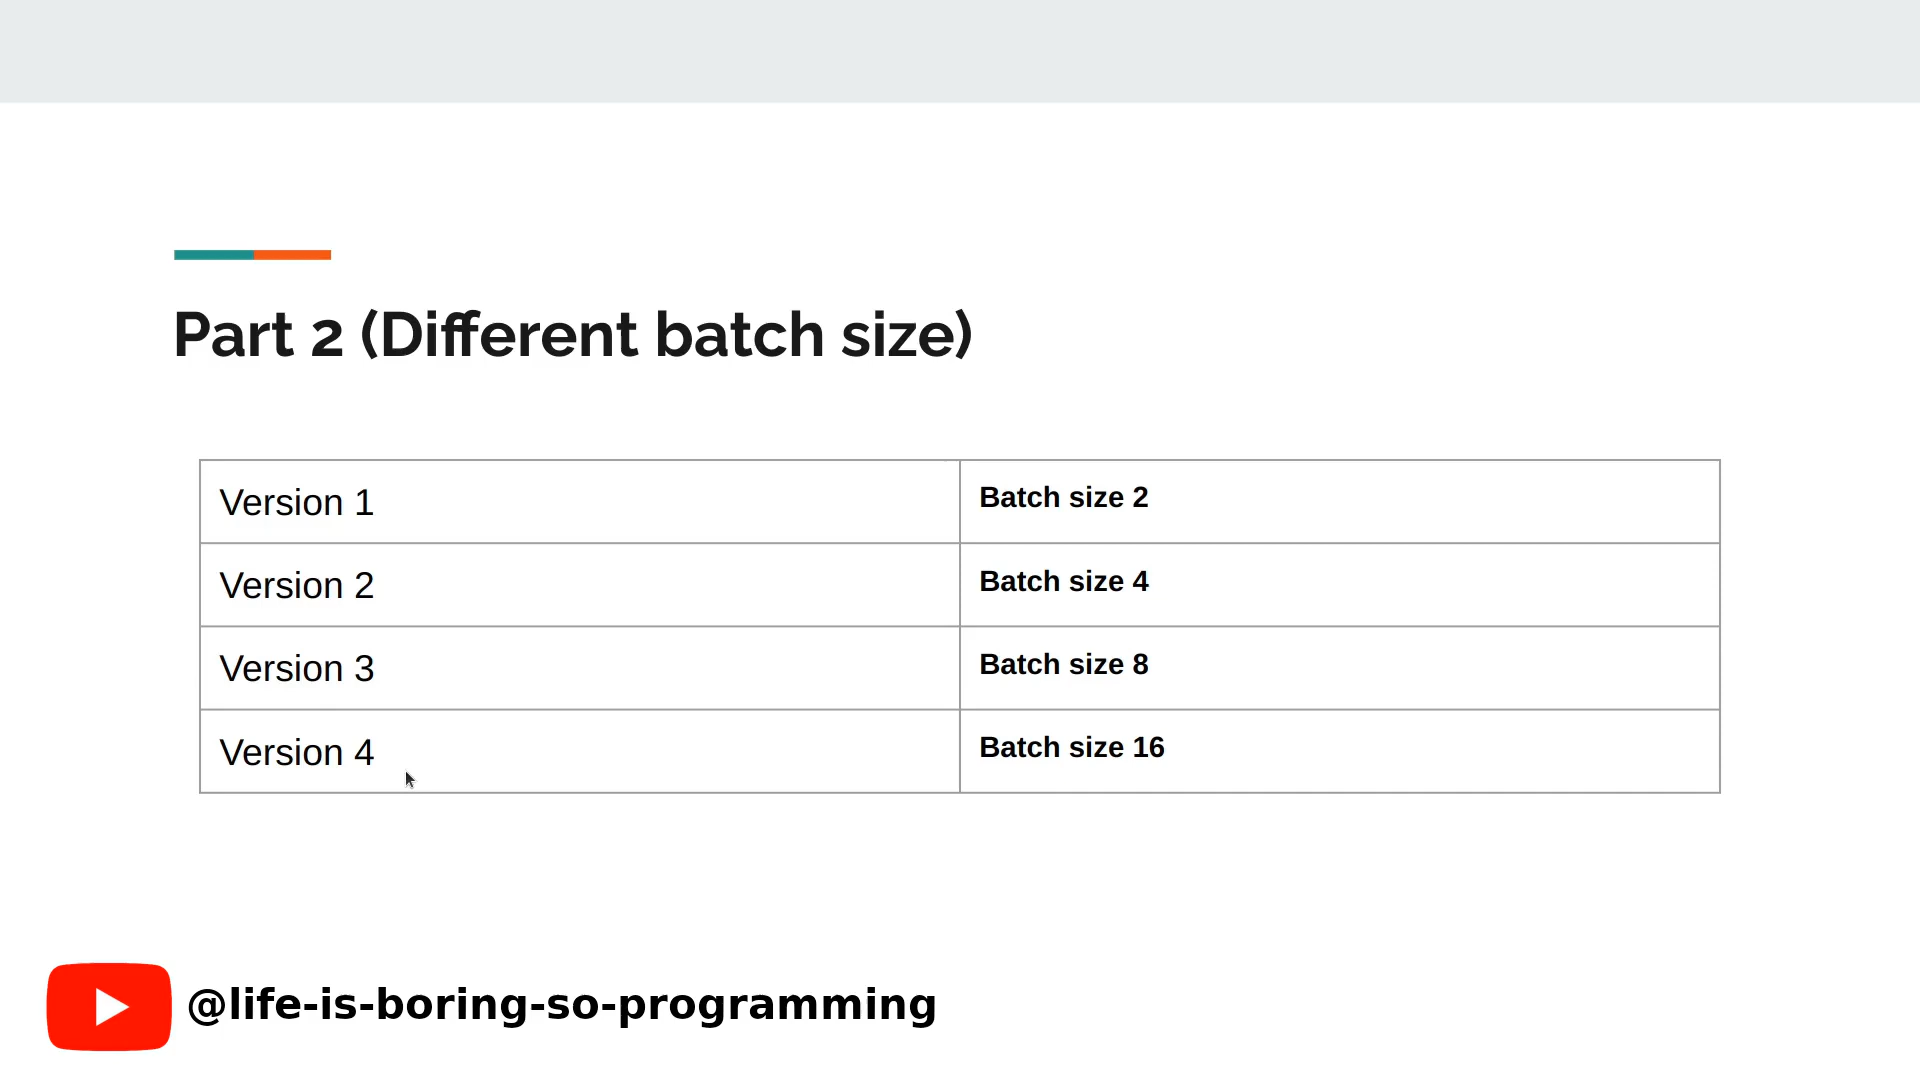 Part 2 (Different batch size)
Version 1 Batch size 2
Version 2 Batch size 4
Version 3 Batch size 8
Version 4 Batch size 16
@life-is-boring-so-programming